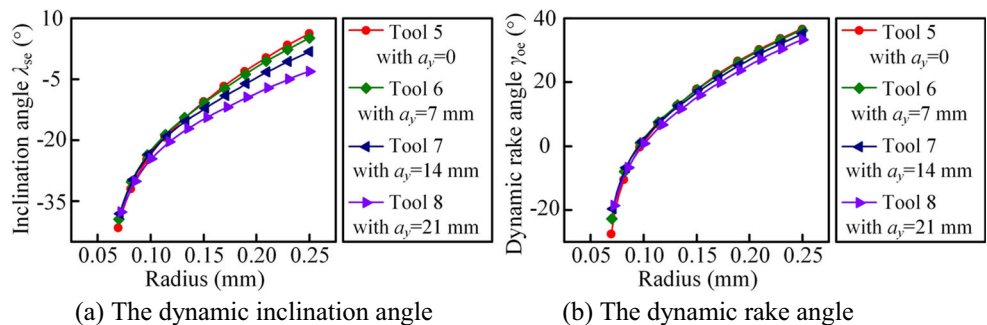 Inclination angle λse (°)
10
-5
-20
-35
0.05 0.10 0.15 0.20 0.25
Radius (mm)
Tool 5
with ay=0
Tool 6
with ay=7 mm
Tool 7
with ay=14 mm
Tool 8
with ay=21 mm
(a) The dynamic inclination angle
Dynamic rake angle γoe (°)
40
20
0
-20
0.05 0.10 0.15 0.20 0.25
Radius (mm)
Tool 5
with ay=0
Tool 6
with ay=7 mm
Tool 7
with ay=14 mm
Tool 8
with ay=21 mm
(b) The dynamic rake angle